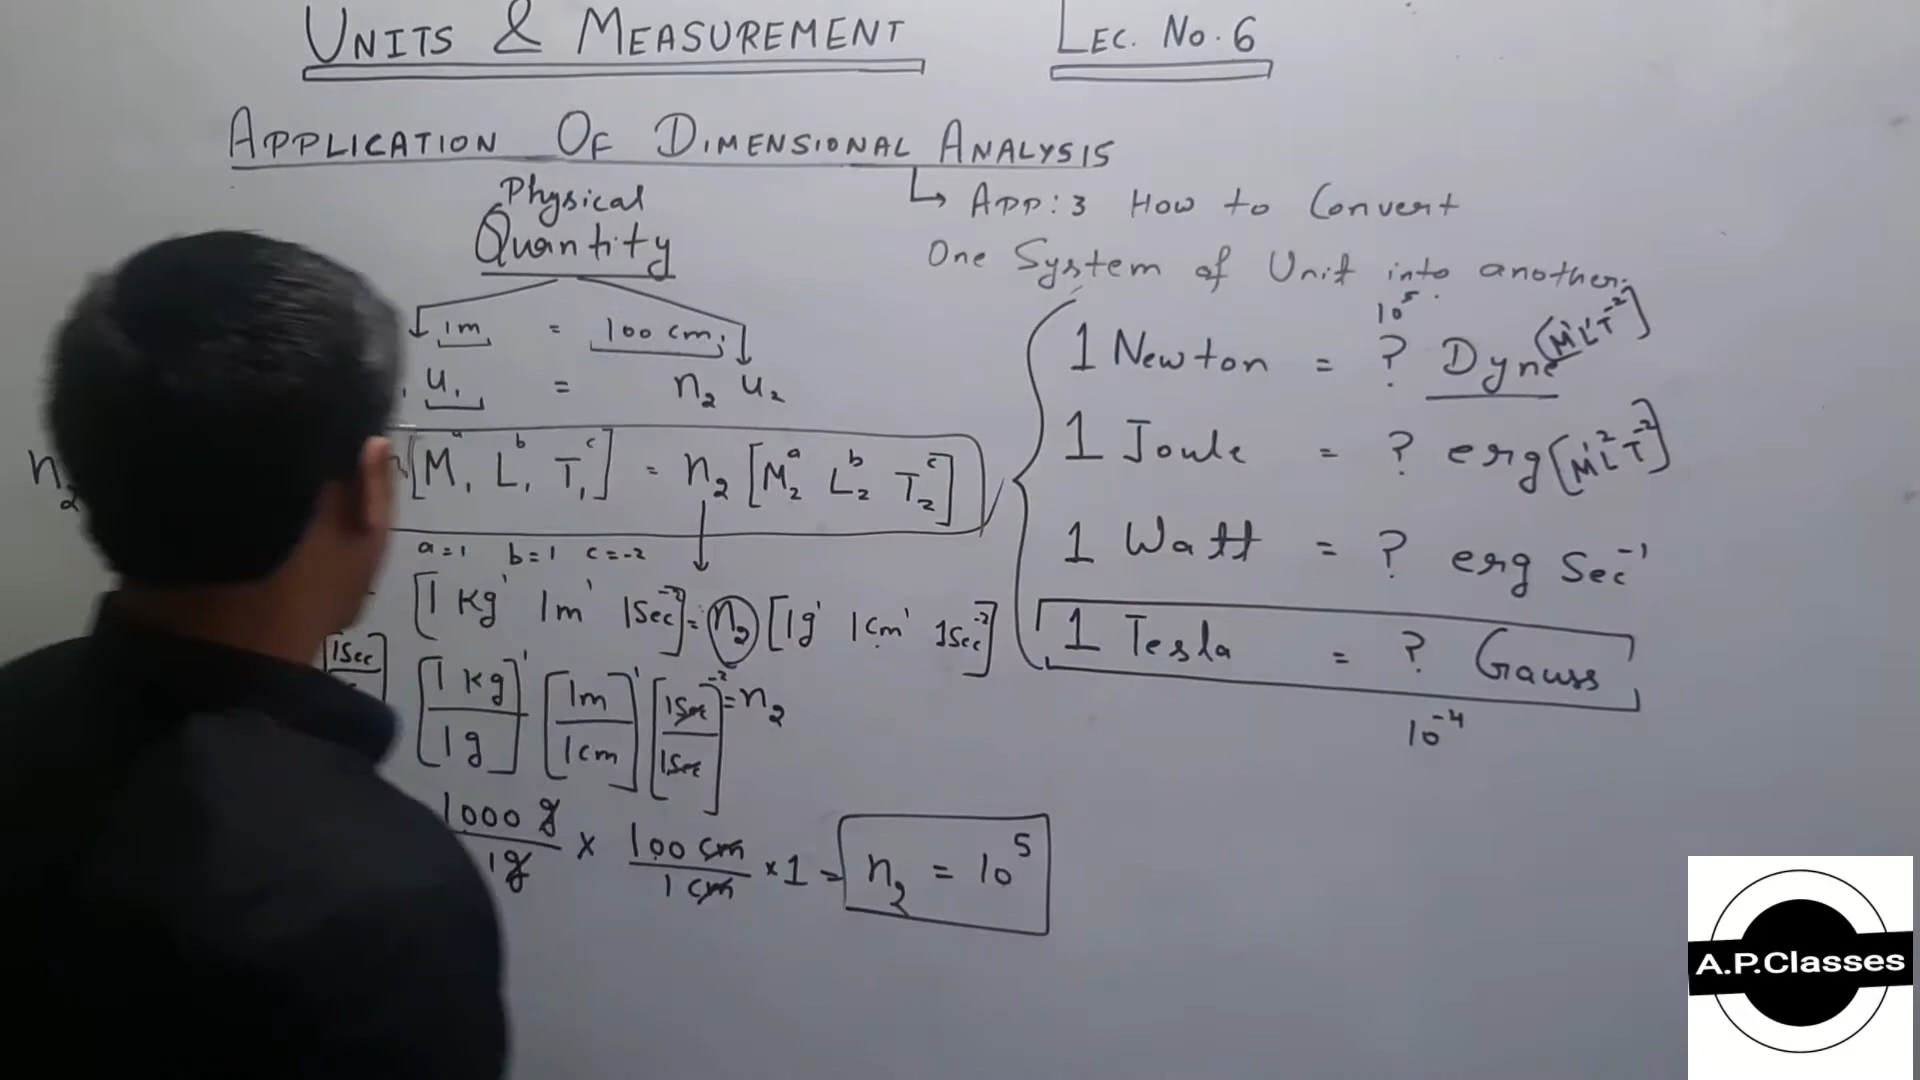 UNITS & MEASUREMENT
LEC. No. 6
APPLICATION OF DIMENSIONAL ANALYSIS
↳ APP: 3 How to Convert
One System of Unit into another.
Physical
Quantity
1m = 100 cm
u₁ = n₂ u₂
n₂
[M₁ᵃ L₁ᵇ T₁ᶜ] = n₂ [M₂ᵃ L₂ᵇ T₂ᶜ]
a=1 b=1 c=-2
[1 Kg¹ 1m¹ 1Sec⁻²] = n₂ [1g¹ 1Cm¹ 1Sec⁻²]
1Sec
[1 Kg / 1 g]¹ [1m / 1cm]¹ [1Sec / 1Sec]⁻² = n₂
1000 g / 1g × 100 cm / 1 cm × 1 = n₂ = 10⁵
10⁵
1 Newton = ? Dyne [M¹L¹T⁻²]
1 Joule = ? erg [M¹L²T⁻²]
1 Watt = ? erg Sec⁻¹
1 Tesla = ? Gauss
10⁻⁴
A.P.Classes